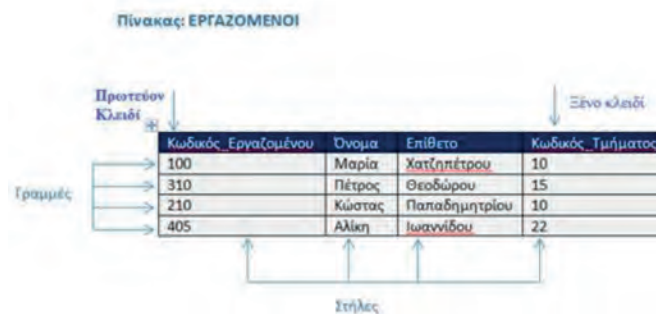 Πίνακας: ΕΡΓΑΖΟΜΕΝΟΙ
Πρωτεύον
Κλειδί
Ξένο κλειδί
Κωδικός_Εργαζομένου Όνομα Επίθετο Κωδικός_Τμήματος
100 Μαρία Χατζηπέτρου 10
310 Πέτρος Θεοδώρου 15
210 Κώστας Παπαδημητρίου 10
405 Αλίκη Ιωαννίδου 22
Γραμμές
Στήλες